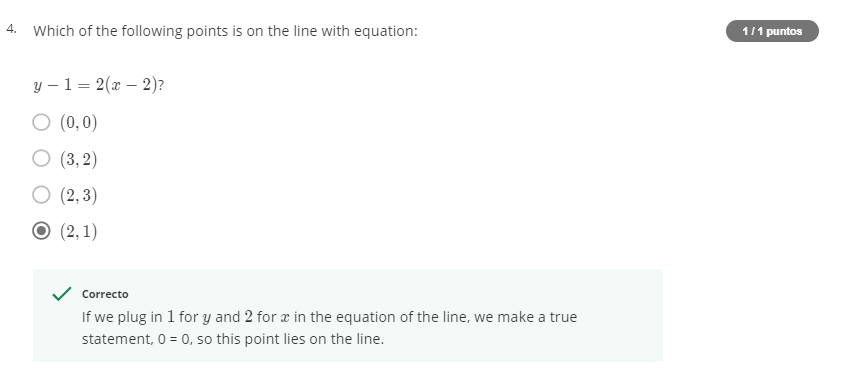 4. Which of the following points is on the line with equation:
1 / 1 puntos
y − 1 = 2(x − 2)?
(0, 0)
(3, 2)
(2, 3)
(2, 1)
Correcto
If we plug in 1 for y and 2 for x in the equation of the line, we make a true
statement, 0 = 0, so this point lies on the line.